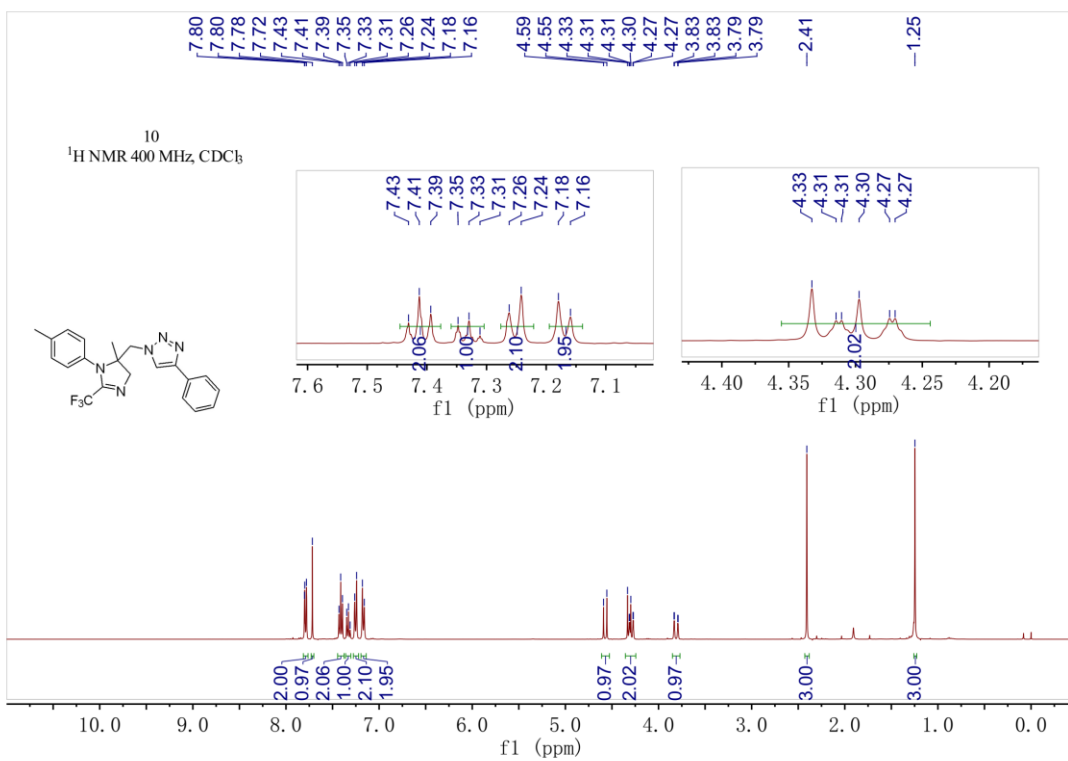 7.80 7.80 7.78 7.72 7.43 7.41 7.39 7.35 7.33 7.31 7.26 7.24 7.18 7.16 4.59 4.55 4.33 4.31 4.31 4.30 4.27 4.27 3.83 3.83 3.79 3.79 2.41 1.25
10
¹H NMR 400 MHz, CDCl₃
7.43 7.41 7.39 7.35 7.33 7.31 7.26 7.24 7.18 7.16
2.06 1.00 2.10 1.95
7.6 7.5 7.4 7.3 7.2 7.1
f1 (ppm)
4.33 4.31 4.31 4.30 4.27 4.27
2.02
4.40 4.35 4.30 4.25 4.20
f1 (ppm)
N N N
N
N
F₃C
2.00 0.97 2.06 1.00 2.10 1.95 0.97 2.02 0.97 3.00 3.00
10.0 9.0 8.0 7.0 6.0 5.0 4.0 3.0 2.0 1.0 0.0
f1 (ppm)